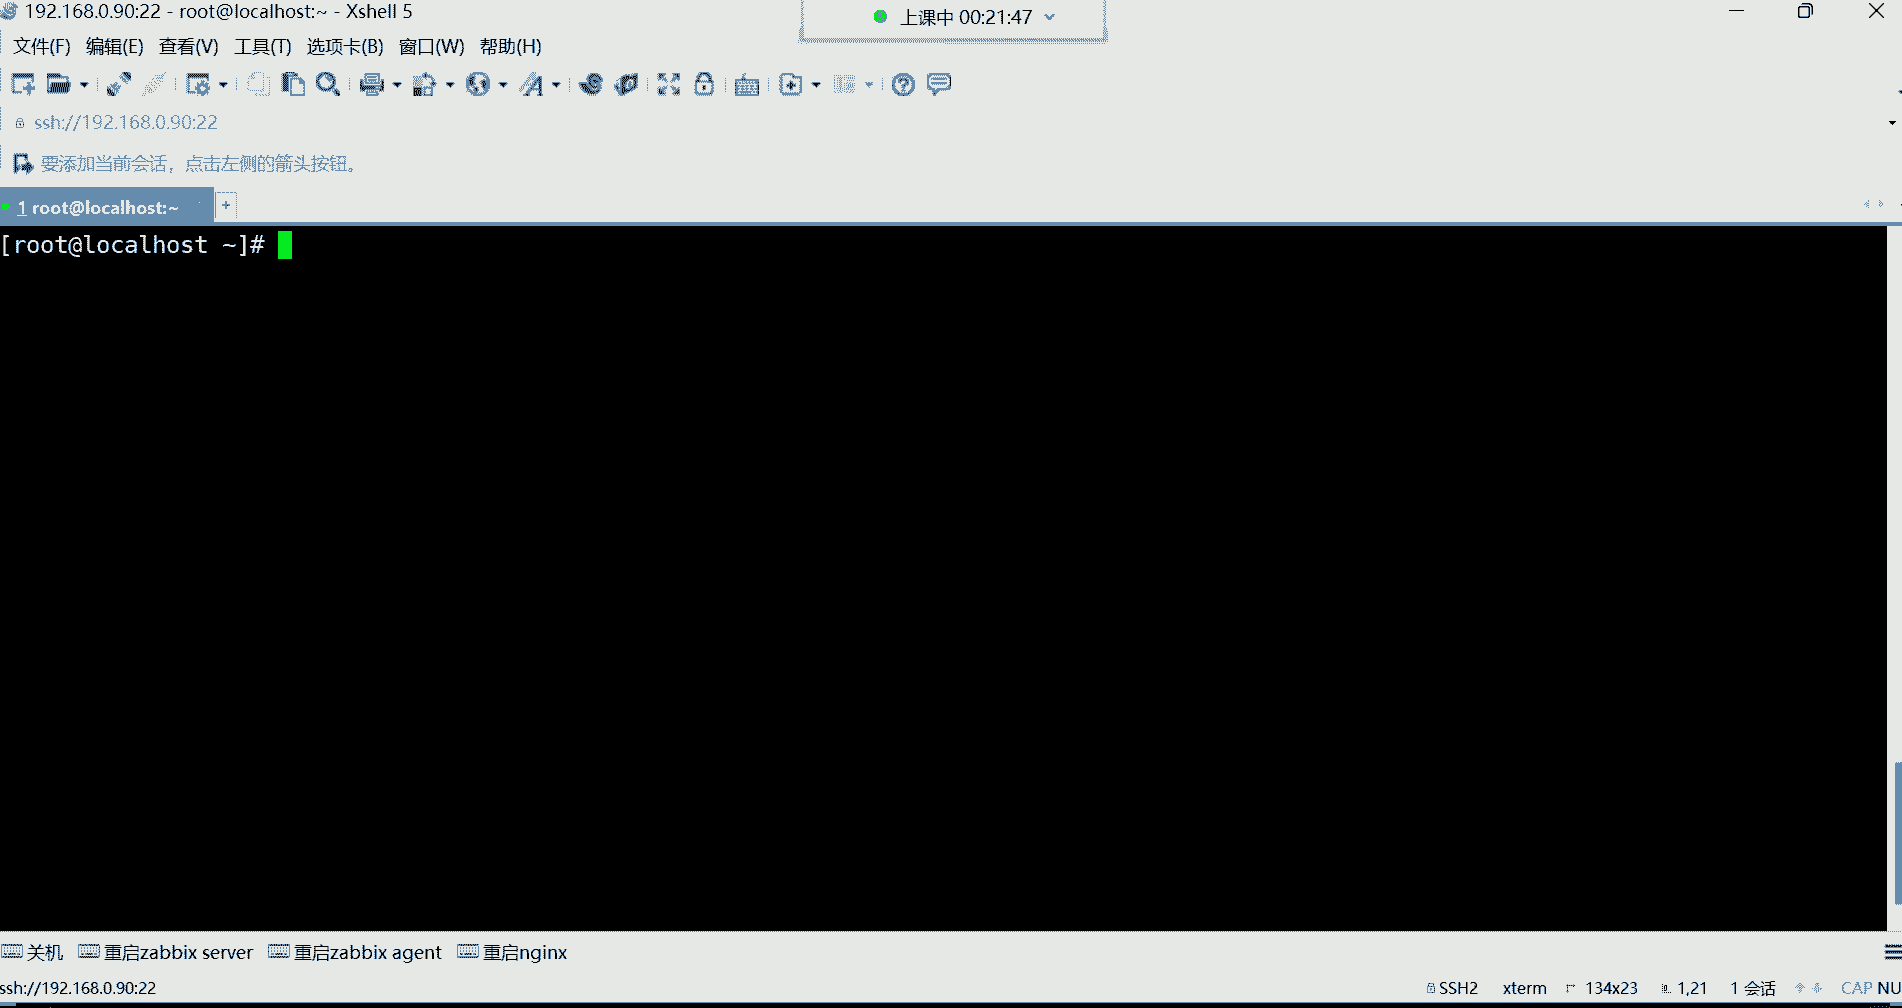 192.168.0.90:22 - root@localhost:~ - Xshell 5
上课中 00:21:47
文件(F) 编辑(E) 查看(V) 工具(T) 选项卡(B) 窗口(W) 帮助(H)
ssh://192.168.0.90:22
要添加当前会话，点击左侧的箭头按钮。
1 root@localhost:~
[root@localhost ~]#
关机 重启zabbix server 重启zabbix agent 重启nginx
ssh://192.168.0.90:22 SSH2 xterm 134x23 1,21 1 会话 CAP NU